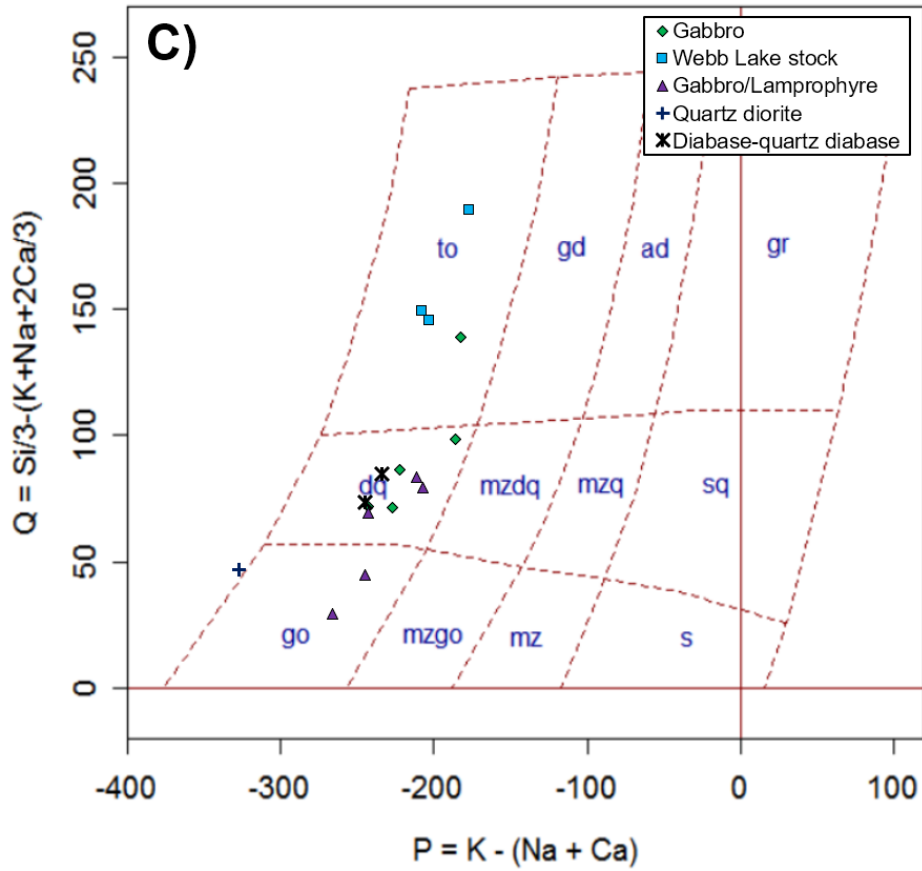 C)
Gabbro
Webb Lake stock
Gabbro/Lamprophyre
Quartz diorite
Diabase-quartz diabase
Q = Si/3-(K+Na+2Ca/3)
250
200
150
100
50
0
to
gd
ad
gr
dq
mzdq
mzq
sq
go
mzgo
mz
s
-400
-300
-200
-100
0
100
P = K - (Na + Ca)